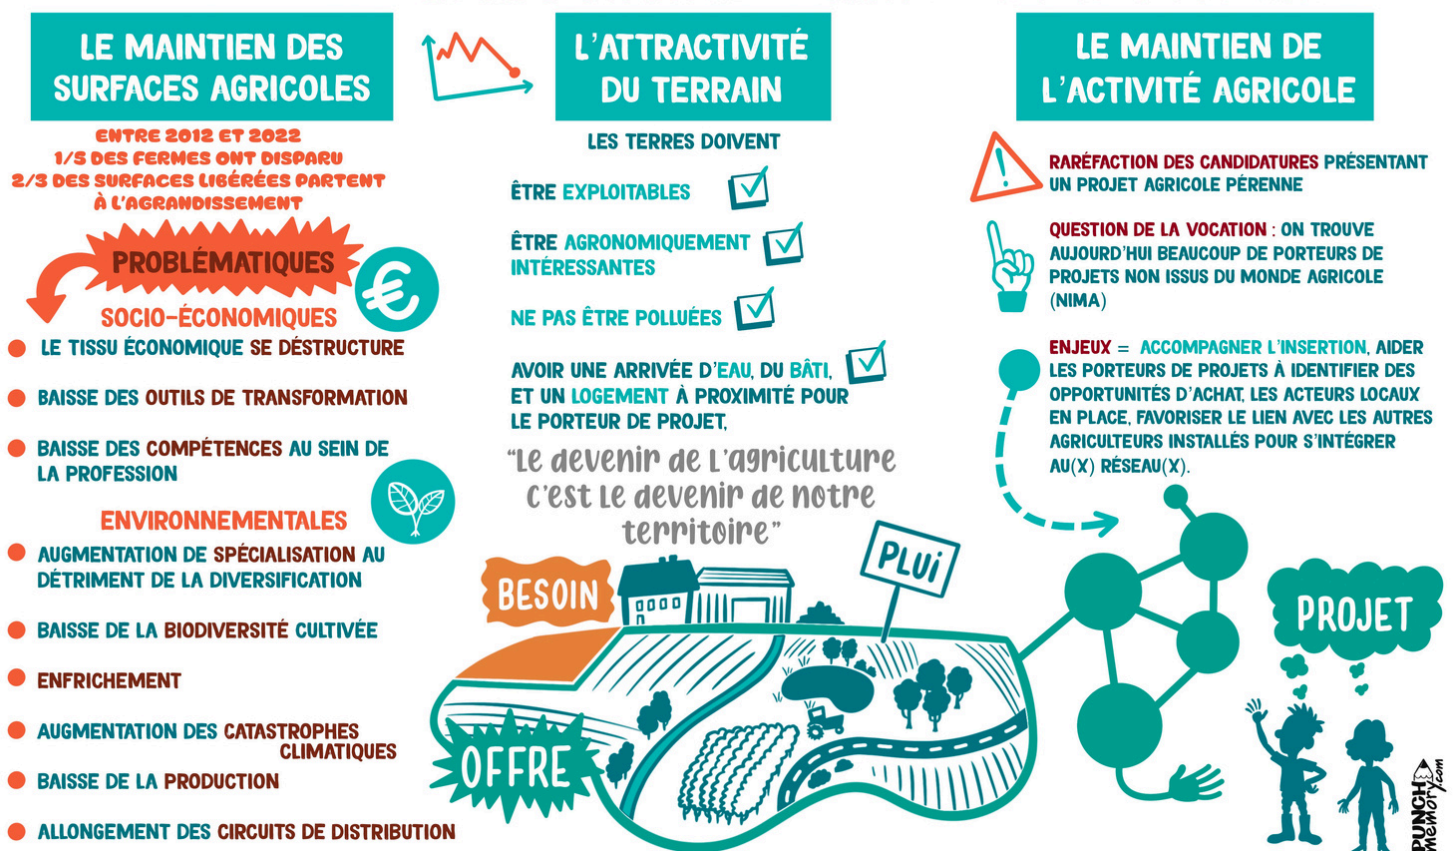 LE MAINTIEN DES
SURFACES AGRICOLES
ENTRE 2012 ET 2022
1/5 DES FERMES ONT DISPARU
2/3 DES SURFACES LIBÉRÉES PARTENT
À L'AGRANDISSEMENT
PROBLÉMATIQUES
€
SOCIO-ÉCONOMIQUES
LE TISSU ÉCONOMIQUE SE DÉSTRUCTURE
BAISSE DES OUTILS DE TRANSFORMATION
BAISSE DES COMPÉTENCES AU SEIN DE
LA PROFESSION
ENVIRONNEMENTALES
AUGMENTATION DE SPÉCIALISATION AU
DÉTRIMENT DE LA DIVERSIFICATION
BAISSE DE LA BIODIVERSITÉ CULTIVÉE
ENFRICHEMENT
AUGMENTATION DES CATASTROPHES
CLIMATIQUES
BAISSE DE LA PRODUCTION
ALLONGEMENT DES CIRCUITS DE DISTRIBUTION
L'ATTRACTIVITÉ
DU TERRAIN
LES TERRES DOIVENT
ÊTRE EXPLOITABLES
ÊTRE AGRONOMIQUEMENT
INTÉRESSANTES
NE PAS ÊTRE POLLUÉES
AVOIR UNE ARRIVÉE D'EAU, DU BÂTI,
ET UN LOGEMENT À PROXIMITÉ POUR
LE PORTEUR DE PROJET,
"Le devenir de l'agriculture
c'est le devenir de notre
territoire"
BESOIN
PLUi
OFFRE
LE MAINTIEN DE
L'ACTIVITÉ AGRICOLE
!
RARÉFACTION DES CANDIDATURES PRÉSENTANT
UN PROJET AGRICOLE PÉRENNE
QUESTION DE LA VOCATION : ON TROUVE
AUJOURD'HUI BEAUCOUP DE PORTEURS DE
PROJETS NON ISSUS DU MONDE AGRICOLE
(NIMA)
ENJEUX = ACCOMPAGNER L'INSERTION, AIDER
LES PORTEURS DE PROJETS À IDENTIFIER DES
OPPORTUNITÉS D'ACHAT, LES ACTEURS LOCAUX
EN PLACE, FAVORISER LE LIEN AVEC LES AUTRES
AGRICULTEURS INSTALLÉS POUR S'INTÉGRER
AU(X) RÉSEAU(X).
PROJET
PUNCH
memory.com